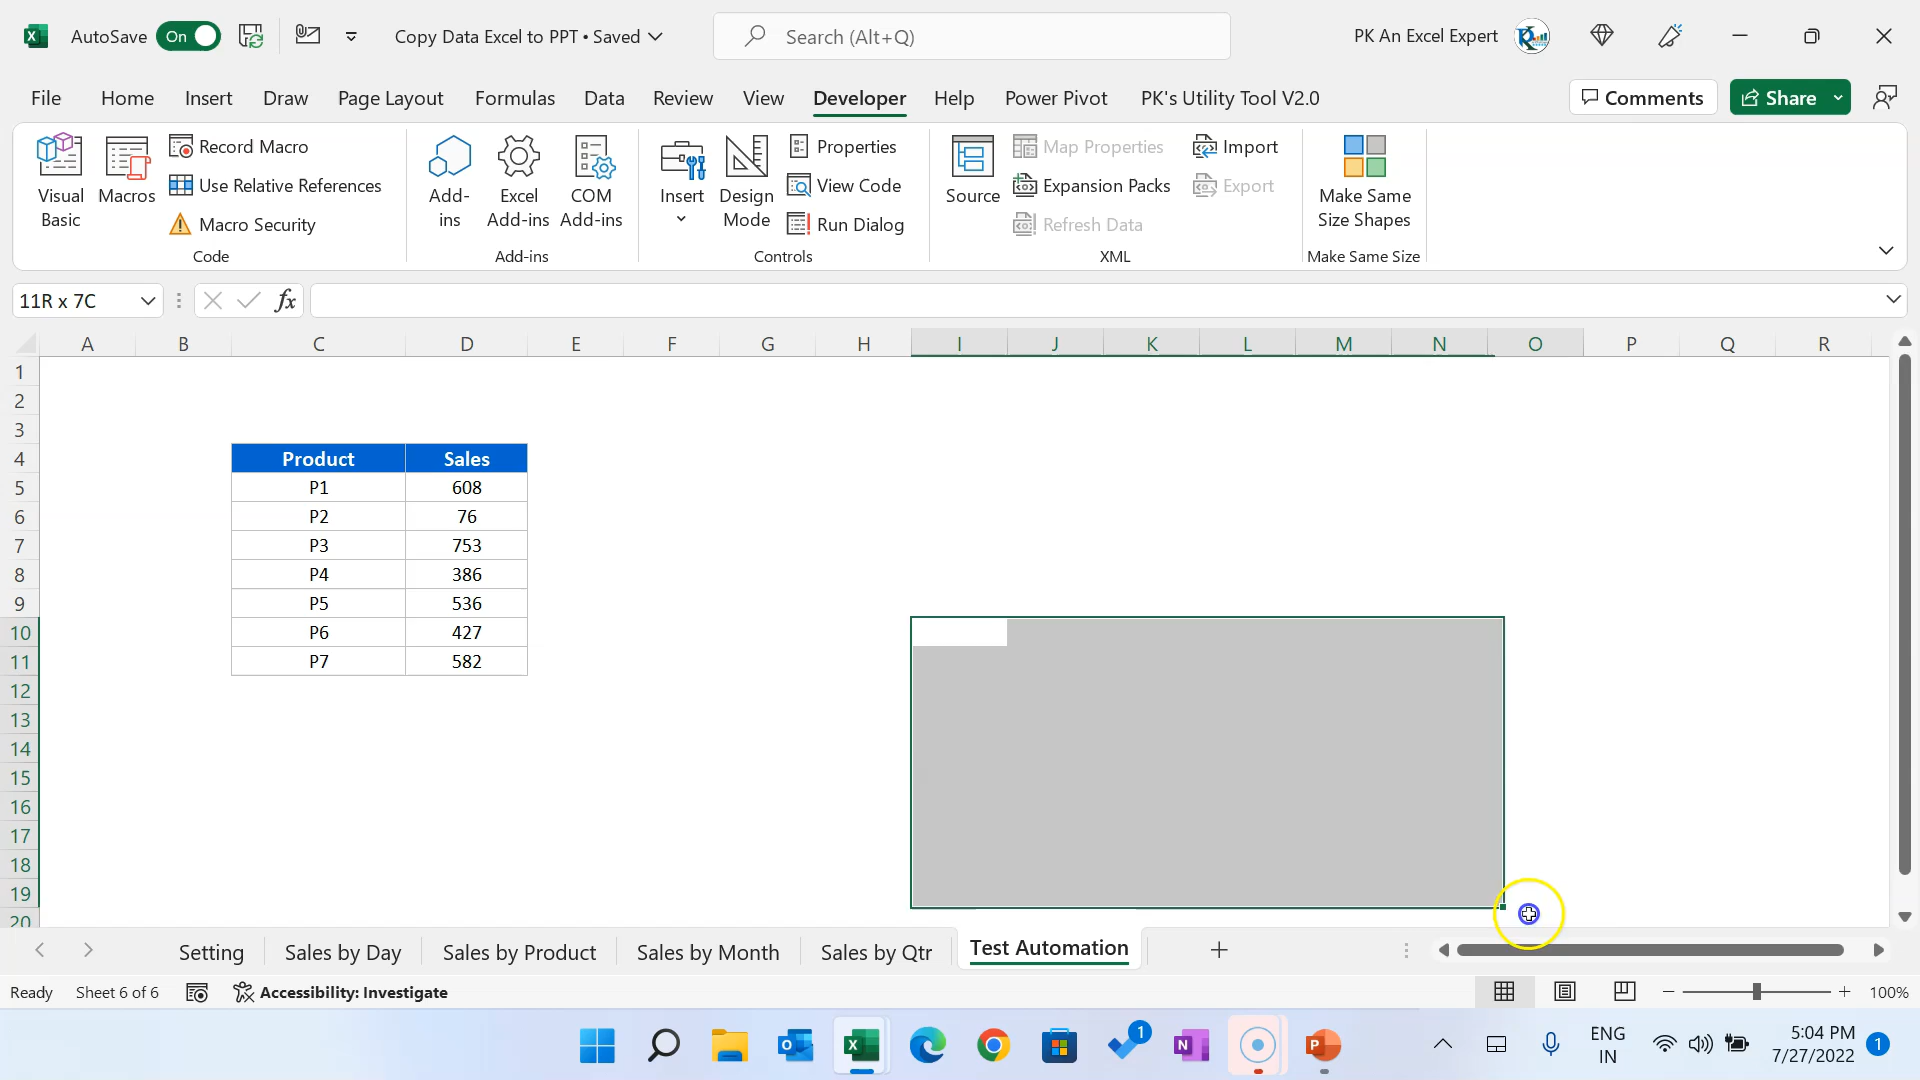 AutoSave On Copy Data Excel to PPT • Saved Search (Alt+Q) PK An Excel Expert
File Home Insert Draw Page Layout Formulas Data Review View Developer Help Power Pivot PK's Utility Tool V2.0 Comments Share
Visual Basic
Macros
Record Macro
Use Relative References
Macro Security
Code
Add-ins
Excel Add-ins
COM Add-ins
Add-ins
Insert
Design Mode
Properties
View Code
Run Dialog
Controls
Source
Map Properties
Expansion Packs
Refresh Data
Import
Export
XML
Make Same Size Shapes
Make Same Size
11R x 7C fx
A B C D E F G H I J K L M N O P Q R
1
2
3
4 Product Sales
5 P1 608
6 P2 76
7 P3 753
8 P4 386
9 P5 536
10 P6 427
11 P7 582
12
13
14
15
16
17
18
19
20
Setting Sales by Day Sales by Product Sales by Month Sales by Qtr Test Automation
Ready Sheet 6 of 6 Accessibility: Investigate 100%
1 ENG IN 5:04 PM 7/27/2022 1